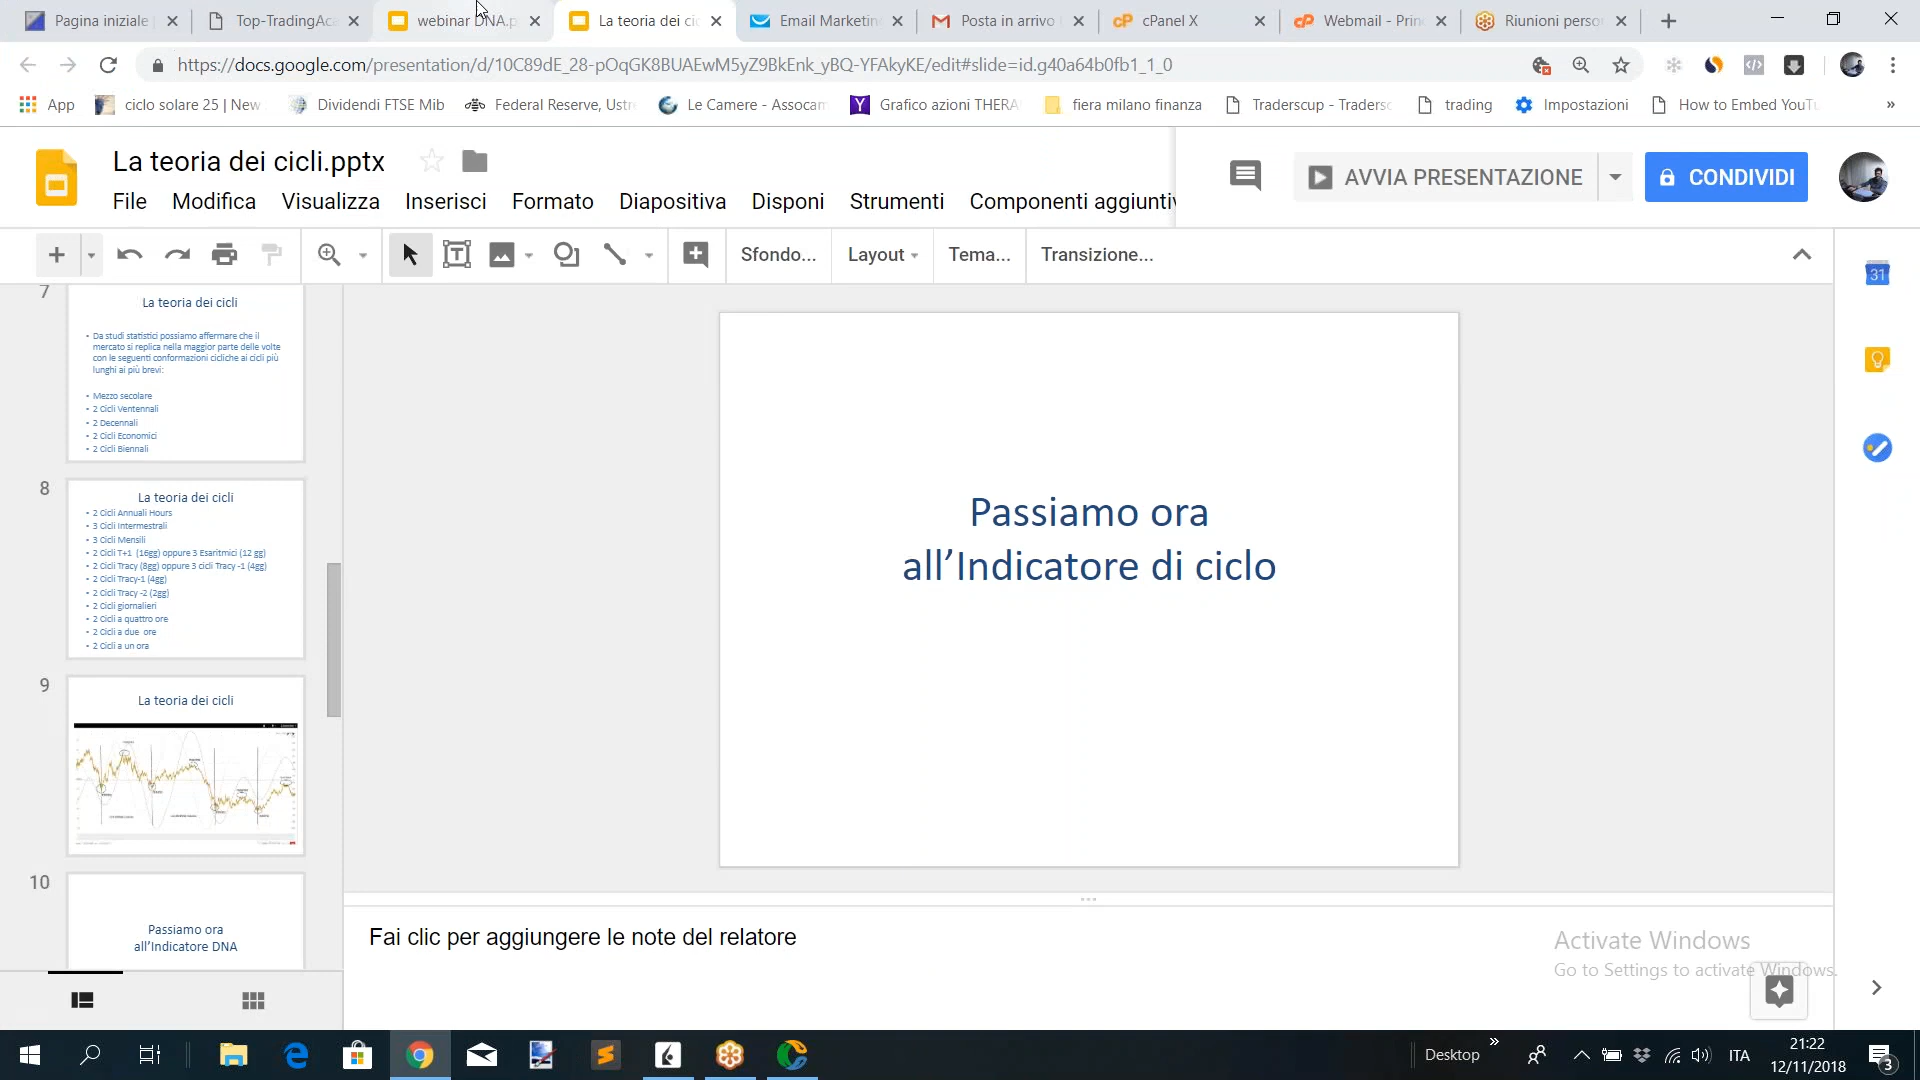 Pagina iniziale
Top-TradingAca
webinar DNA.p
La teoria dei cic
Email Marketin
Posta in arrivo
cPanel X
Webmail - Prin
Riunioni perso
https://docs.google.com/presentation/d/10C89dE_28-pOqGK8BUAEwM5yZ9BkEnk_yBQ-YFAkyKE/edit#slide=id.g40a64b0fb1_1_0
App
ciclo solare 25 | New
Dividendi FTSE Mib
Federal Reserve, Ustr
Le Camere - Assocam
Grafico azioni THERA
fiera milano finanza
Traderscup - Tradersc
trading
Impostazioni
How to Embed YouTu
»
La teoria dei cicli.pptx
AVVIA PRESENTAZIONE
CONDIVIDI
File Modifica Visualizza Inserisci Formato Diapositiva Disponi Strumenti Componenti aggiuntiv
Sfondo... Layout Tema... Transizione...
31
7
La teoria dei cicli
• Da studi statistici possiamo affermare che il
mercato si replica nella maggior parte delle volte
con le seguenti conformazioni cicliche ai cicli più
lunghi ai più brevi:
• Mezzo secolare
• 2 Cicli Ventennali
• 2 Decennali
• 2 Cicli Economici
• 2 Cicli Biennali
8
La teoria dei cicli
• 2 Cicli Annuali Hours
• 3 Cicli Intermestrali
• 3 Cicli Mensili
• 2 Cicli T+1 (16gg) oppure 3 Esaritmici (12 gg)
• 2 Cicli Tracy (8gg) oppure 3 cicli Tracy -1 (4gg)
• 2 Cicli Tracy-1 (4gg)
• 2 Cicli Tracy -2 (2gg)
• 2 Cicli giornalieri
• 2 Cicli a quattro ore
• 2 Cicli a due ore
• 2 Cicli a un ora
9
La teoria dei cicli
10
Passiamo ora
all’Indicatore DNA
Passiamo ora
all’Indicatore di ciclo
Fai clic per aggiungere le note del relatore
Activate Windows
Go to Settings to activate Windows.
Desktop
»
ITA
21:22
12/11/2018
3